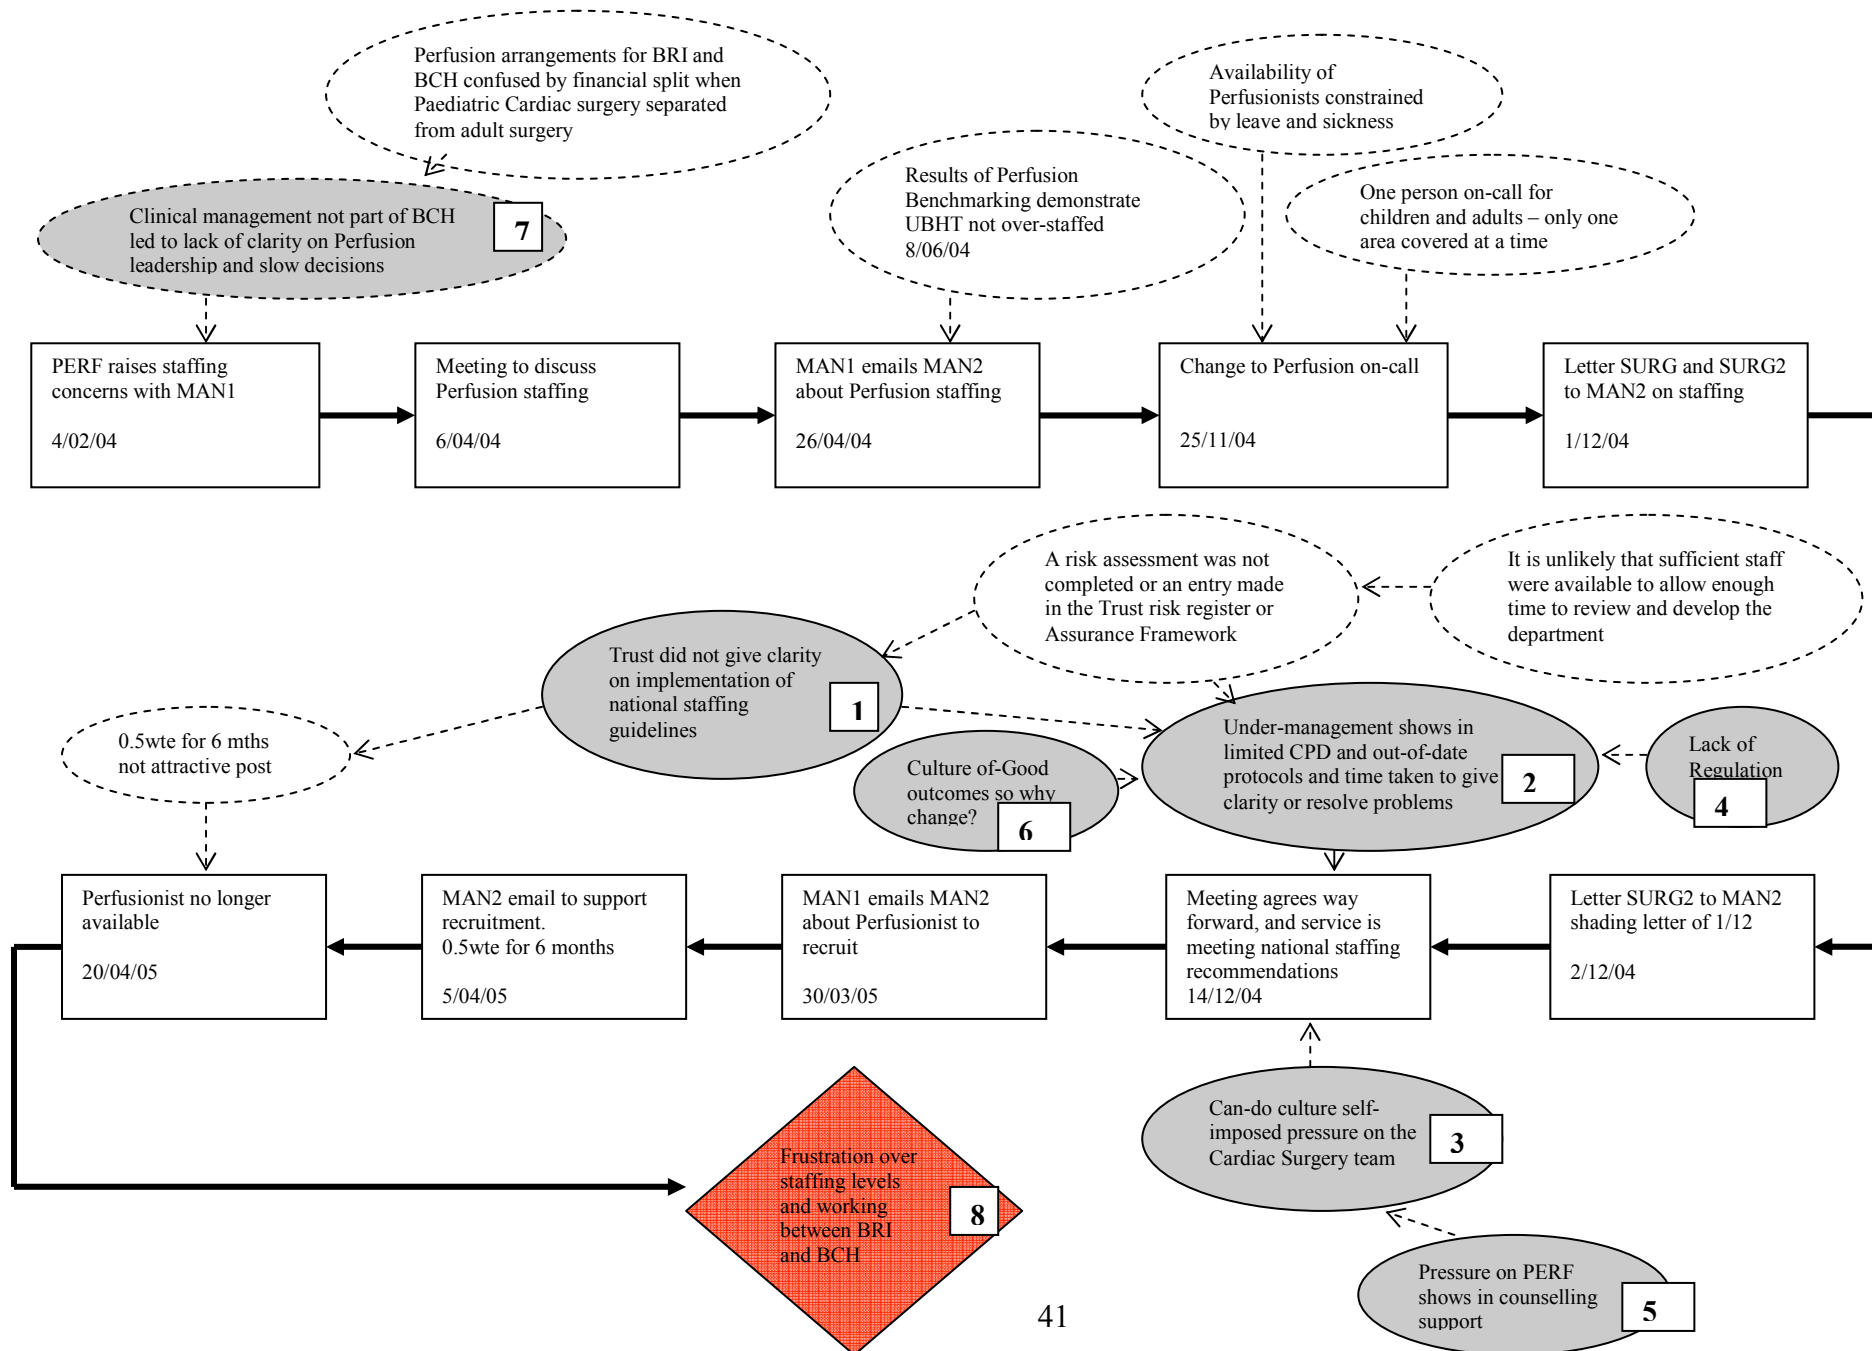 Perfusion arrangements for BRI and
BCH confused by financial split when
Paediatric Cardiac surgery separated
from adult surgery
Availability of
Perfusionists constrained
by leave and sickness
Results of Perfusion
Benchmarking demonstrate
UBHT not over-staffed
8/06/04
One person on-call for
children and adults – only one
area covered at a time
Clinical management not part of BCH
led to lack of clarity on Perfusion
leadership and slow decisions
7
PERF raises staffing
concerns with MAN1
4/02/04
Meeting to discuss
Perfusion staffing
6/04/04
MAN1 emails MAN2
about Perfusion staffing
26/04/04
Change to Perfusion on-call
25/11/04
Letter SURG and SURG2
to MAN2 on staffing
1/12/04
A risk assessment was not
completed or an entry made
in the Trust risk register or
Assurance Framework
It is unlikely that sufficient staff
were available to allow enough
time to review and develop the
department
Trust did not give clarity
on implementation of
national staffing
guidelines
1
0.5wte for 6 mths
not attractive post
Culture of-Good
outcomes so why
change?
6
Under-management shows in
limited CPD and out-of-date
protocols and time taken to give
clarity or resolve problems
2
Lack of
Regulation
4
Perfusionist no longer
available
20/04/05
MAN2 email to support
recruitment.
0.5wte for 6 months
5/04/05
MAN1 emails MAN2
about Perfusionist to
recruit
30/03/05
Meeting agrees way
forward, and service is
meeting national staffing
recommendations
14/12/04
Letter SURG2 to MAN2
shading letter of 1/12
2/12/04
Can-do culture self-
imposed pressure on the
Cardiac Surgery team
3
Frustration over
staffing levels
and working
between BRI
and BCH
8
Pressure on PERF
shows in counselling
support
5
41